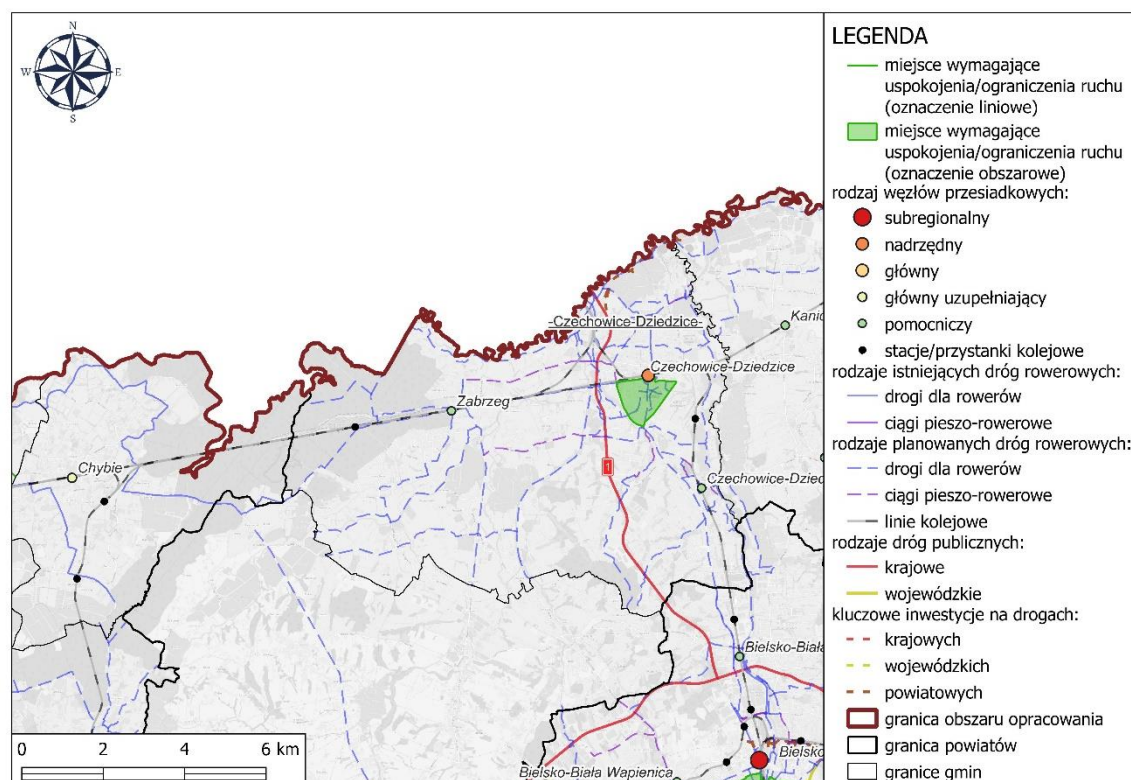 N
W
E
S
-Czechowice-Dziedzice-
Kanio
Czechowice-Dziedzice
Zabrzeg
1
Chybie
Czechowice-Dzied
Bielsko-Biała
Bielsko
Bielsko-Biała Wapienica
0 2 4 6 km
LEGENDA
miejsce wymagające
uspokojenia/ograniczenia ruchu
(oznaczenie liniowe)
miejsce wymagające
uspokojenia/ograniczenia ruchu
(oznaczenie obszarowe)
rodzaj węzłów przesiadkowych:
subregionalny
nadrzędny
główny
główny uzupełniający
pomocniczy
stacje/przystanki kolejowe
rodzaje istniejących dróg rowerowych:
drogi dla rowerów
ciągi pieszo-rowerowe
rodzaje planowanych dróg rowerowych:
drogi dla rowerów
ciągi pieszo-rowerowe
linie kolejowe
rodzaje dróg publicznych:
krajowe
wojewódzkie
kluczowe inwestycje na drogach:
krajowych
wojewódzkich
powiatowych
granica obszaru opracowania
granica powiatów
granice gmin